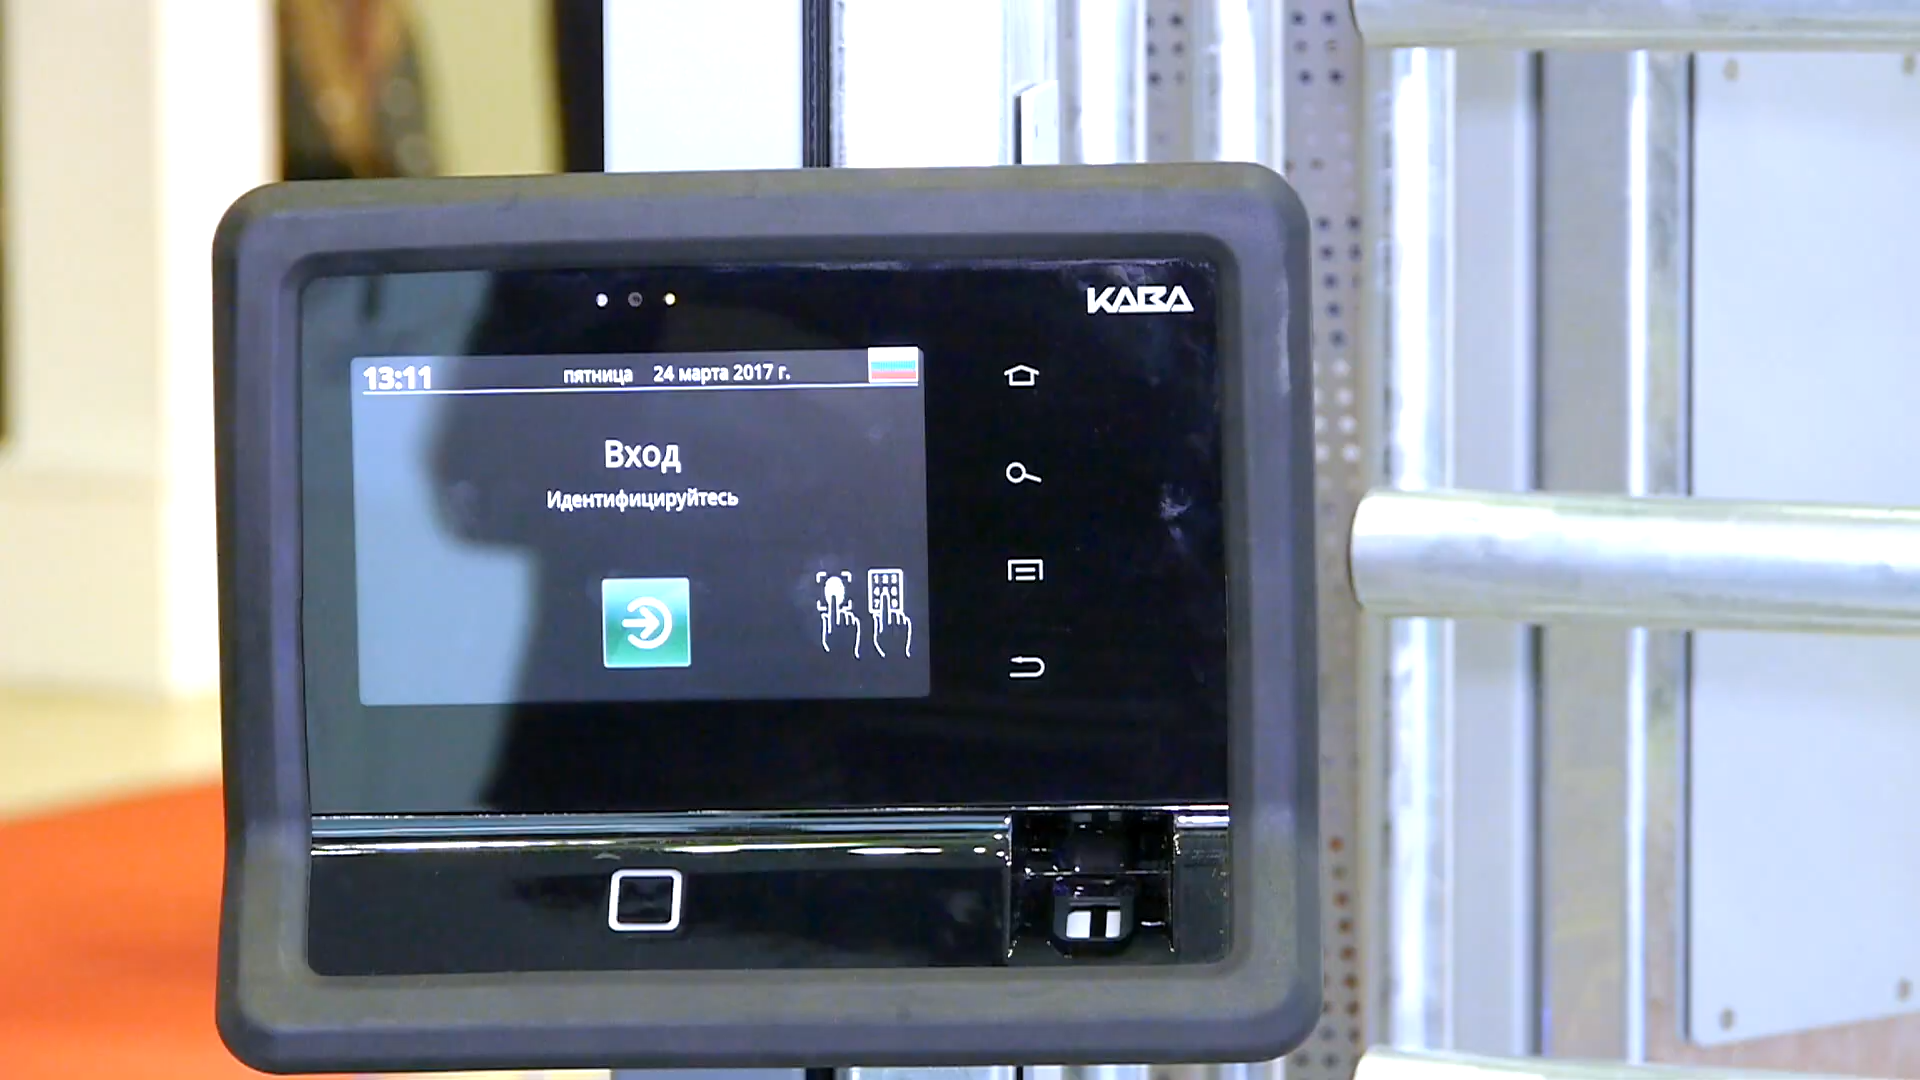 KABA
13:11 пятница 24 марта 2017 г.
Вход
Идентифицируйтесь